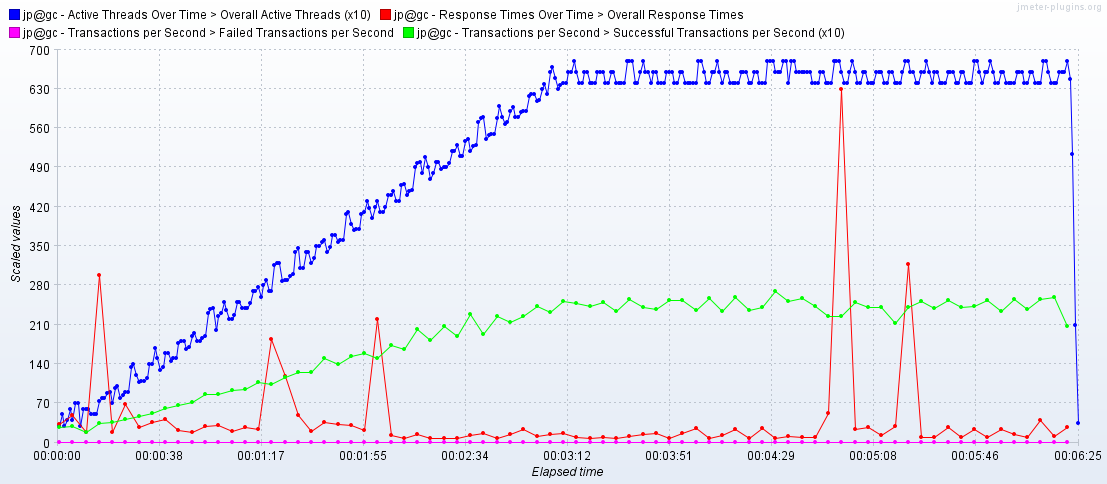 jp@gc - Active Threads Over Time > Overall Active Threads (x10) jp@gc - Response Times Over Time > Overall Response Times
jp@gc - Transactions per Second > Failed Transactions per Second jp@gc - Transactions per Second > Successful Transactions per Second (x10)
jmeter-plugins.org
700
630
560
490
420
350
280
210
140
70
0
Scaled values
00:00:00 00:00:38 00:01:17 00:01:55 00:02:34 00:03:12 00:03:51 00:04:29 00:05:08 00:05:46 00:06:25
Elapsed time